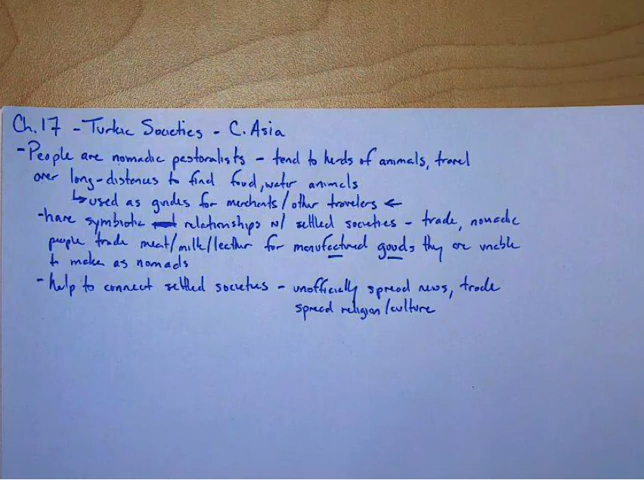 Ch. 17 - Turkic Societies - C. Asia
- People are nomadic pastoralists - tend to herds of animals, travel
over long-distances to find food, water animals
↳ used as guides for merchants / other travelers ←
- have symbiotic relationships w/ settled societies - trade, nomadic
people trade meat/milk/leather for manufactured goods they are unable
to make as nomads
- help to connect settled societies - unofficially spread news, trade
spread religion/culture